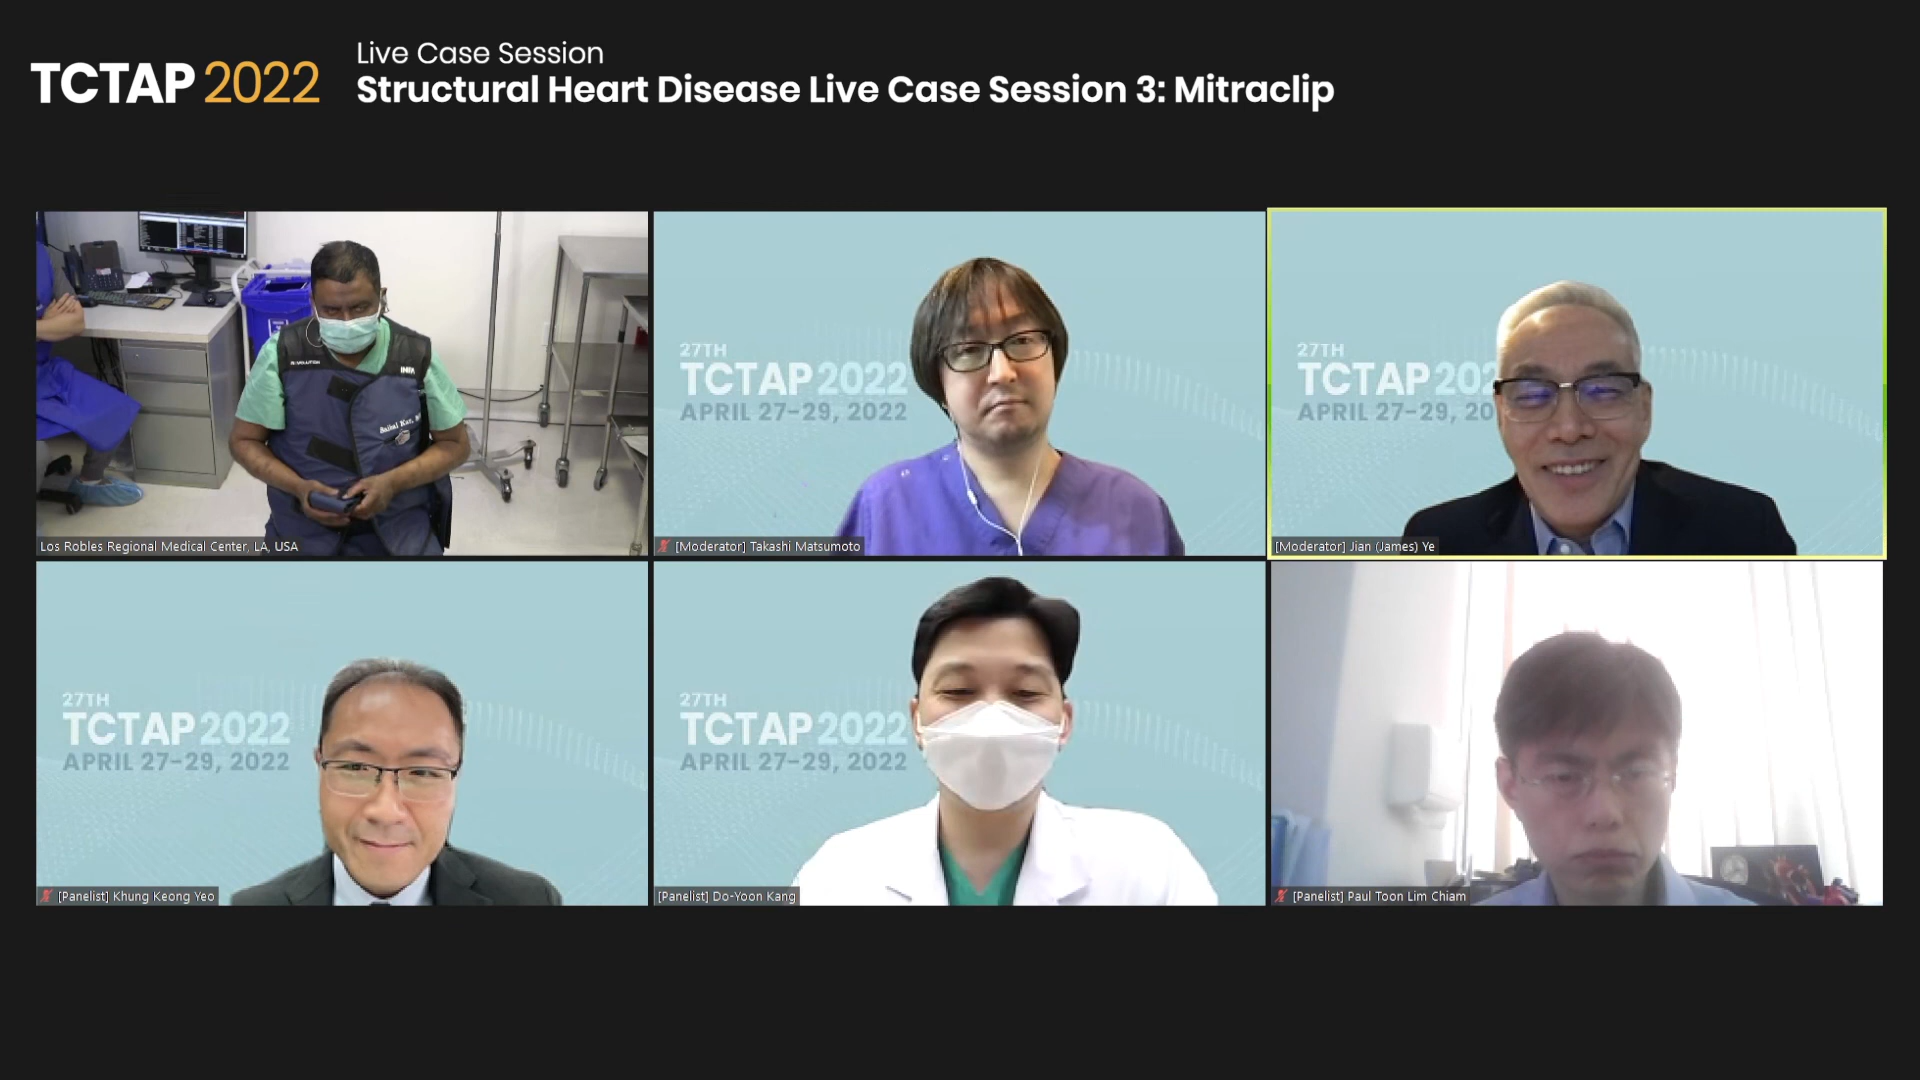 TCTAP 2022
Live Case Session
Structural Heart Disease Live Case Session 3: Mitraclip
Los Robles Regional Medical Center, LA, USA
27TH
TCTAP 2022
APRIL 27-29, 2022
[Moderator] Takashi Matsumoto
27TH
TCTAP 202
APRIL 27-29, 20
[Moderator] Jian (James) Ye
27TH
TCTAP 2022
APRIL 27-29, 2022
[Panelist] Khung Keong Yeo
27TH
TCTAP 2022
APRIL 27-29, 2022
[Panelist] Do-Yoon Kang
[Panelist] Paul Toon Lim Chiam